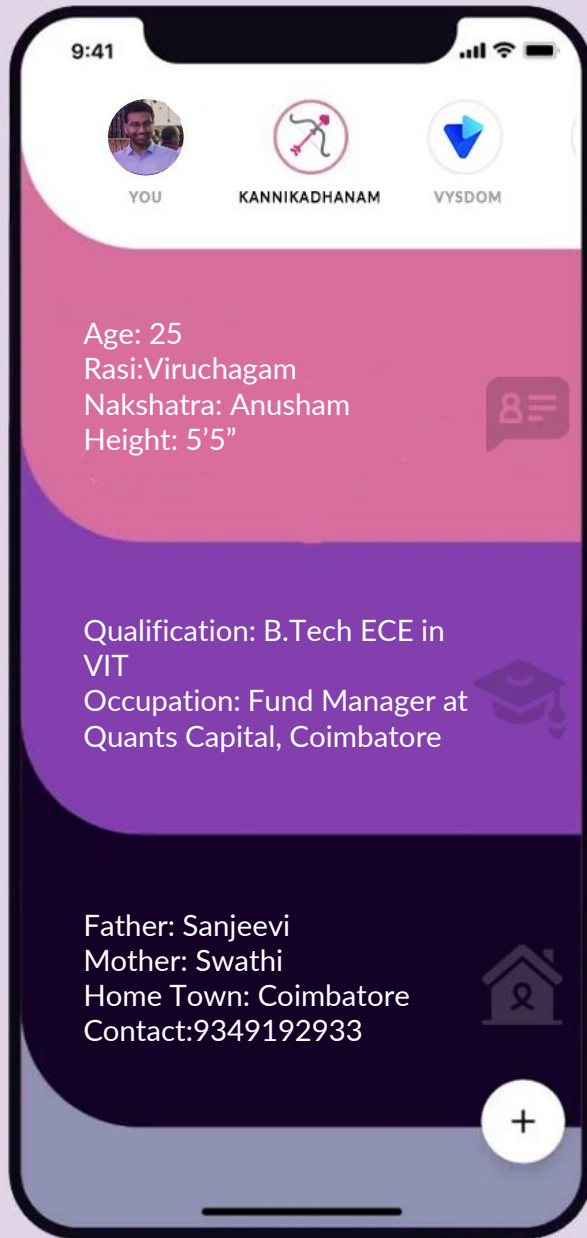 9:41
YOU
KANNIKADHANAM
VYSDOM
Age: 25
Rasi:Viruchagam
Nakshatra: Anusham
Height: 5’5”
Qualification: B.Tech ECE in
VIT
Occupation: Fund Manager at
Quants Capital, Coimbatore
Father: Sanjeevi
Mother: Swathi
Home Town: Coimbatore
Contact:9349192933
+